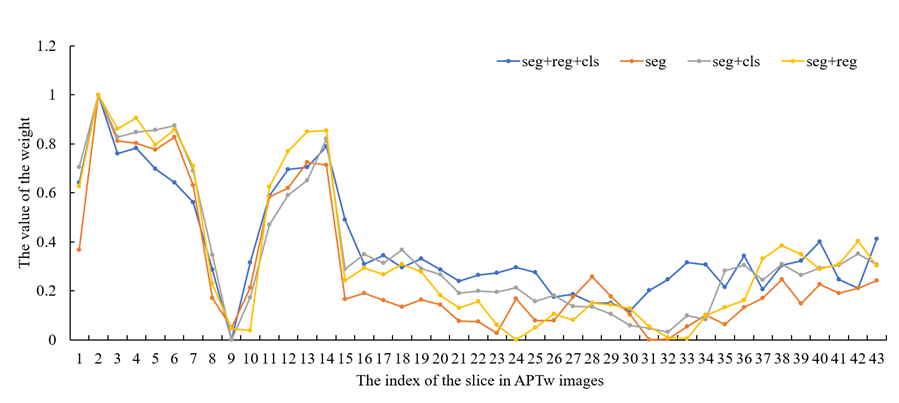 1.2
seg+reg+cls seg seg+cls seg+reg
1
0.8
0.6
0.4
0.2
0
The value of the weight
1 2 3 4 5 6 7 8 9 10 11 12 13 14 15 16 17 18 19 20 21 22 23 24 25 26 27 28 29 30 31 32 33 34 35 36 37 38 39 40 41 42 43
The index of the slice in APTw images